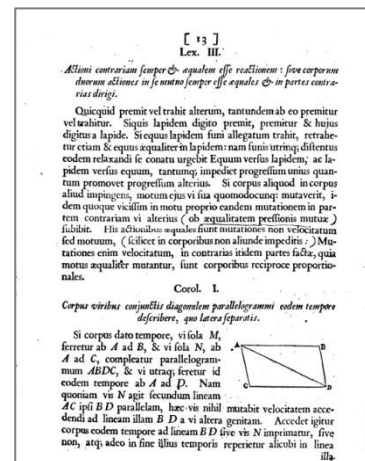 [ 13 ]
Lex. III.
Actioni contrariam semper & æqualem esse reactionem : sive corporum
duorum actiones in se mutuo semper esse æquales & in partes contra-
rias dirigi.
Quicquid premit vel trahit alterum, tantundem ab eo premitur
vel trahitur. Siquis lapidem digito premit, premitur & hujus
digitus a lapide. Si equus lapidem funi allegatum trahit, retrahe-
tur etiam & equus æqualiter in lapidem: nam funis utrinq; distentus
eodem relaxandi se conatu urgebit Equum versus lapidem, ac la-
pidem versus equum, tantumq; impediet progressum unius quan-
tum promovet progressum alterius. Si corpus aliquod in corpus
aliud impingens, motum ejus vi sua quomodocunq: mutaverit, i-
dem quoque vicissim in motu proprio eandem mutationem in par-
tem contrariam vi alterius ( ob æqualitatem pressionis mutuæ )
subibit. His actionibus æquales fiunt mutationes non velocitatum
sed motuum, (scilicet in corporibus non aliunde impeditis : ) Mu-
tationes enim velocitatum, in contrarias itidem partes factæ, quia
motus æqualiter mutantur, sunt corporibus reciproce proportio-
nales.
Corol. I.
Corpus viribus conjunctis diagonalem parallelogrammi eodem tempore
describere, quo latera separatis.
Si corpus dato tempore, vi sola M,
ferretur ab A ad B, & vi sola N, ab
A ad C, compleatur parallelogram-
mum ABDC, & vi utraq; feretur id
eodem tempore ab A ad D. Nam
quoniam vis N agit secundum lineam
AC ipsi B D parallelam, hæc vis nihil mutabit velocitatem acce-
dendi ad lineam illam B D a vi altera genitam. Accedet igitur
corpus eodem tempore ad lineam B D sive vis N imprimatur, sive
non, atq; adeo in fine illius temporis reperietur alicubi in linea
illa
A
B
C
D